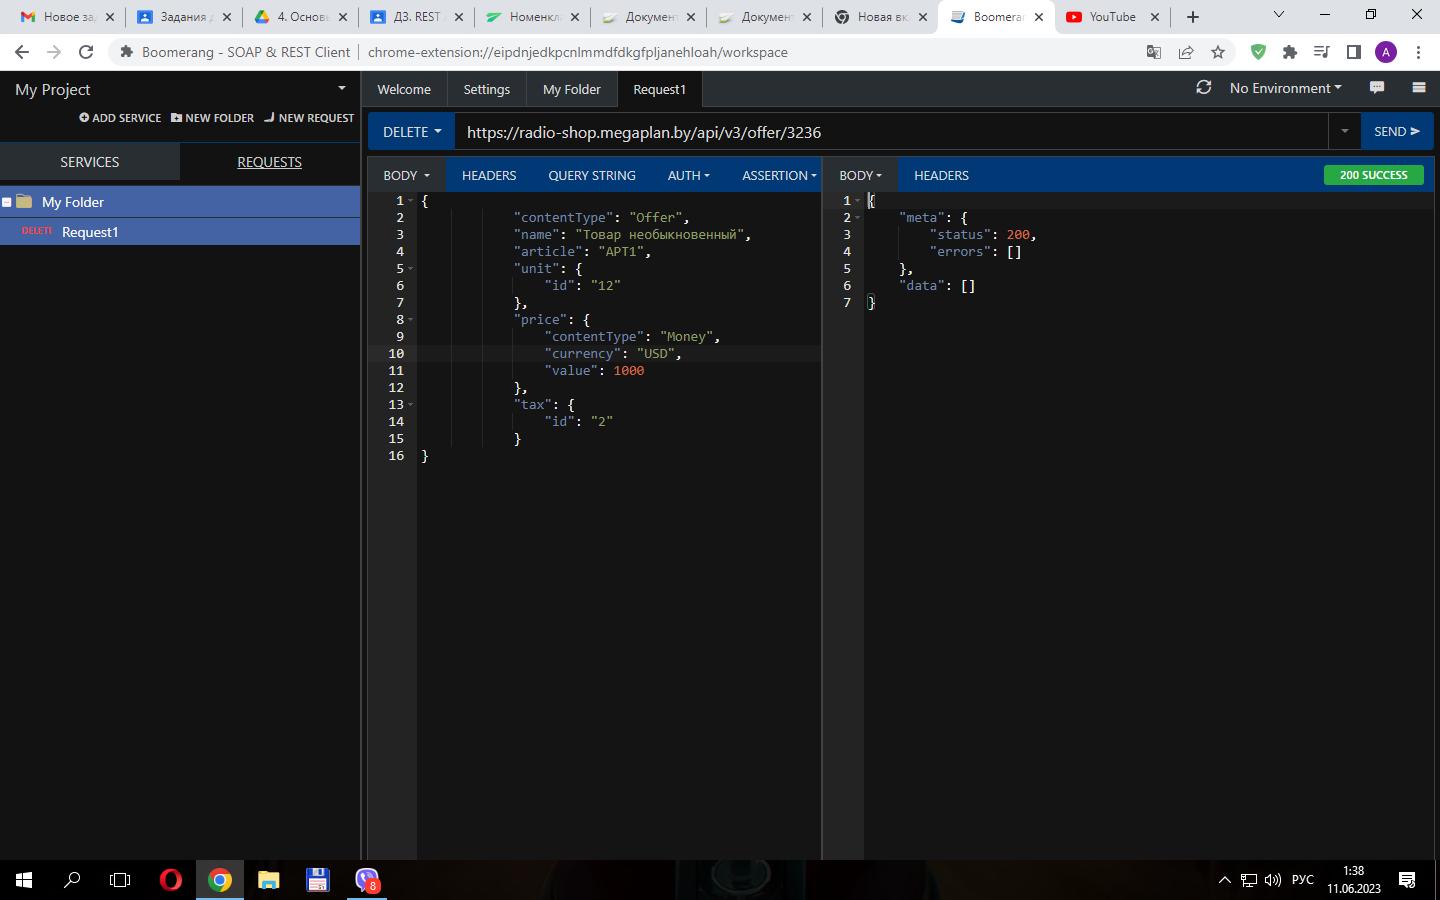 Новое за
Задания д
4. Основ
ДЗ. REST A
Номенкл
Документ
Документ
Новая вк
Boomeran
YouTube
Boomerang - SOAP & REST Client
chrome-extension://eipdnjedkpcnlmmdfdkgfpljanehloah/workspace
A
My Project
Welcome
Settings
My Folder
Request1
No Environment
ADD SERVICE
NEW FOLDER
NEW REQUEST
DELETE
https://radio-shop.megaplan.by/api/v3/offer/3236
SEND
SERVICES
REQUESTS
BODY
HEADERS
QUERY STRING
AUTH
ASSERTION
BODY
HEADERS
200 SUCCESS
My Folder
DELETE
Request1
1 {
2 "contentType": "Offer",
3 "name": "Товар необыкновенный",
4 "article": "АРТ1",
5 "unit": {
6 "id": "12"
7 },
8 "price": {
9 "contentType": "Money",
10 "currency": "USD",
11 "value": 1000
12 },
13 "tax": {
14 "id": "2"
15 }
16 }
1 {
2 "meta": {
3 "status": 200,
4 "errors": []
5 },
6 "data": []
7 }
8
РУС
1:38
11.06.2023